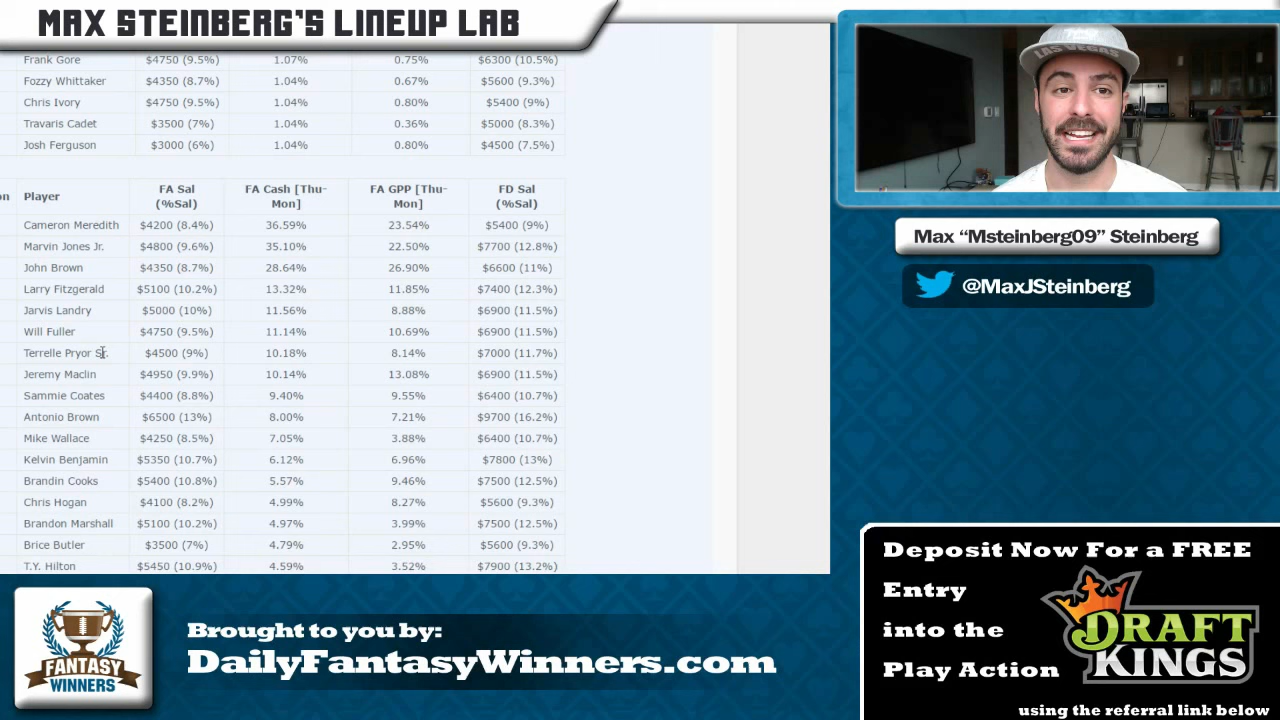 MAX STEINBERG'S LINEUP LAB
Frank Gore $4750 (9.5%) 1.07% 0.75% $6300 (10.5%)
Fozzy Whittaker $4350 (8.7%) 1.04% 0.67% $5600 (9.3%)
Chris Ivory $4750 (9.5%) 1.04% 0.80% $5400 (9%)
Travaris Cadet $3500 (7%) 1.04% 0.36% $5000 (8.3%)
Josh Ferguson $3000 (6%) 1.04% 0.80% $4500 (7.5%)
on Player FA Sal (%Sal) FA Cash [Thu-Mon] FA GPP [Thu-Mon] FD Sal (%Sal)
Cameron Meredith $4200 (8.4%) 36.59% 23.54% $5400 (9%)
Marvin Jones Jr. $4800 (9.6%) 35.10% 22.50% $7700 (12.8%)
John Brown $4350 (8.7%) 28.64% 26.90% $6600 (11%)
Larry Fitzgerald $5100 (10.2%) 13.32% 11.85% $7400 (12.3%)
Jarvis Landry $5000 (10%) 11.56% 8.88% $6900 (11.5%)
Will Fuller $4750 (9.5%) 11.14% 10.69% $6900 (11.5%)
Terrelle Pryor Sr. $4500 (9%) 10.18% 8.14% $7000 (11.7%)
Jeremy Maclin $4950 (9.9%) 10.14% 13.08% $6900 (11.5%)
Sammie Coates $4400 (8.8%) 9.40% 9.55% $6400 (10.7%)
Antonio Brown $6500 (13%) 8.00% 7.21% $9700 (16.2%)
Mike Wallace $4250 (8.5%) 7.05% 3.88% $6400 (10.7%)
Kelvin Benjamin $5350 (10.7%) 6.12% 6.96% $7800 (13%)
Brandin Cooks $5400 (10.8%) 5.57% 9.46% $7500 (12.5%)
Chris Hogan $4100 (8.2%) 4.99% 8.27% $5600 (9.3%)
Brandon Marshall $5100 (10.2%) 4.97% 3.99% $7500 (12.5%)
Brice Butler $3500 (7%) 4.79% 2.95% $5600 (9.3%)
T.Y. Hilton $5450 (10.9%) 4.59% 3.52% $7900 (13.2%)
LAS VEGAS
Max “Msteinberg09” Steinberg
@MaxJSteinberg
Deposit Now For a FREE
Entry
into the
Play Action
DRAFT
KINGS
using the referral link below
FANTASY
WINNERS
Brought to you by:
DailyFantasyWinners.com